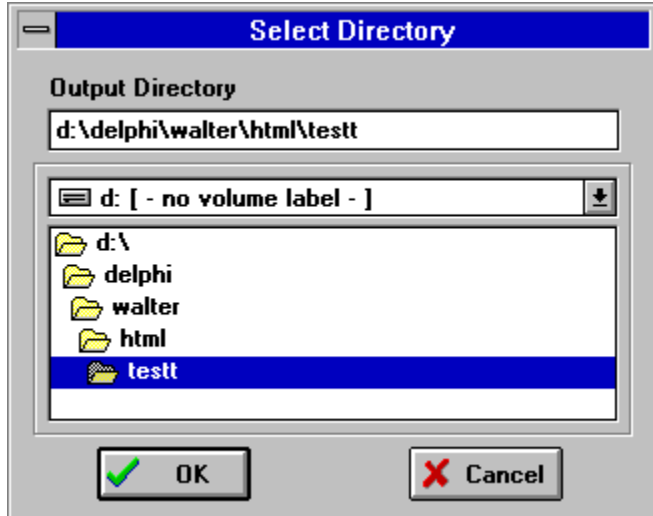 Select Directory
Output Directory
d:\delphi\walter\html\testt
d: [ - no volume label - ]
d:\
delphi
walter
html
testt
OK
Cancel